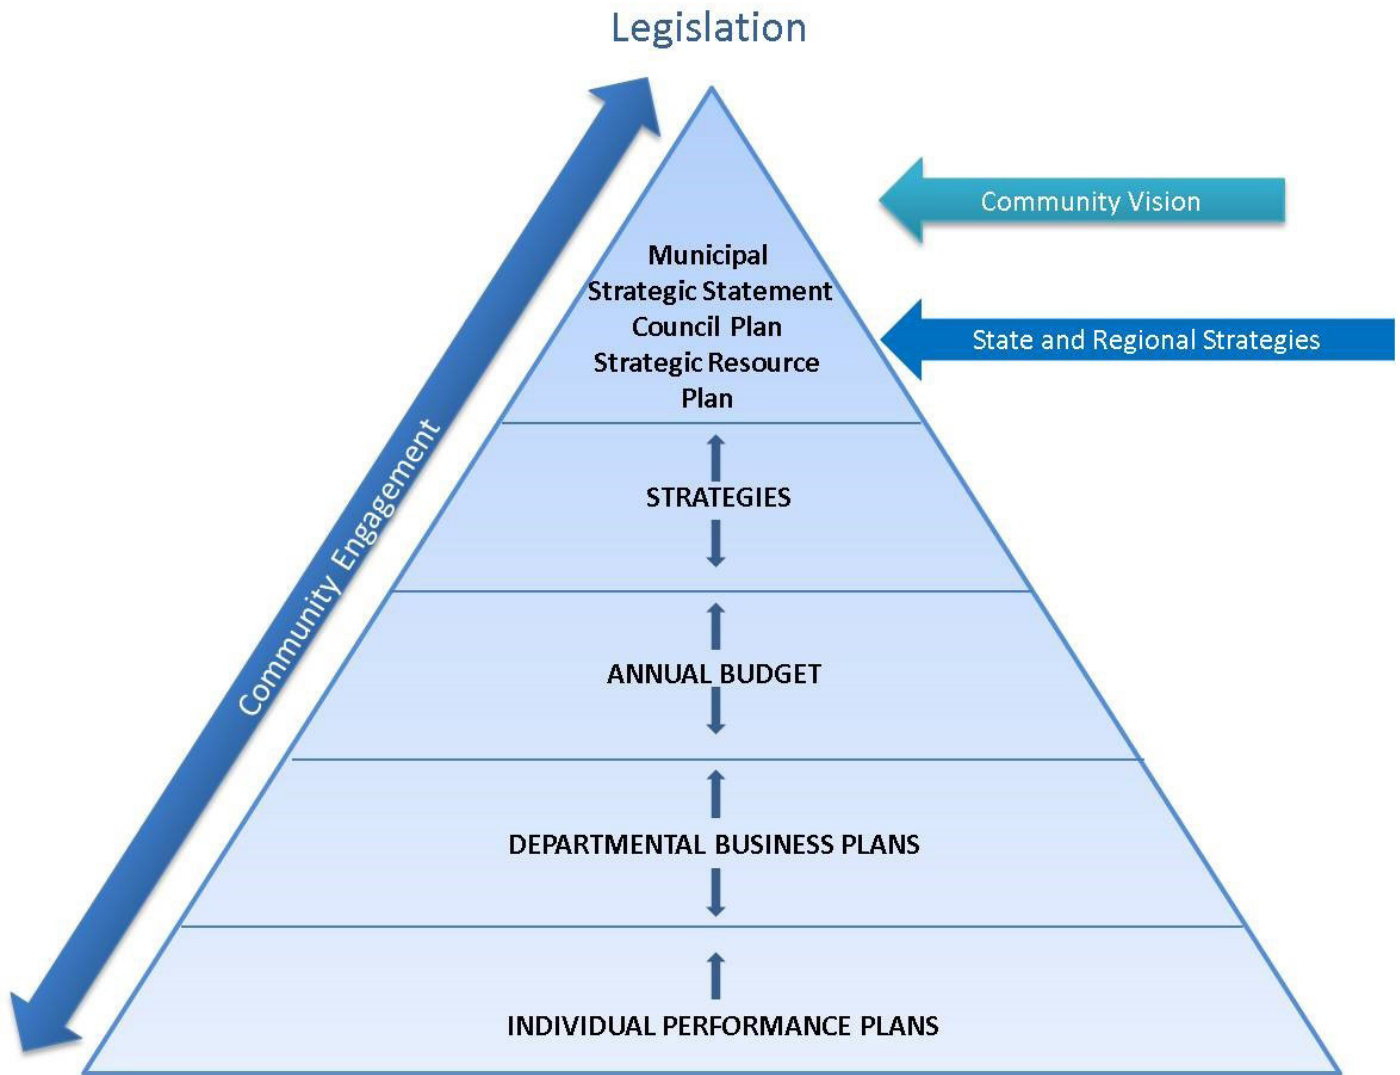 Legislation
Community Vision
Municipal
Strategic Statement
Council Plan
Strategic Resource
Plan
State and Regional Strategies
Community Engagement
STRATEGIES
ANNUAL BUDGET
DEPARTMENTAL BUSINESS PLANS
INDIVIDUAL PERFORMANCE PLANS